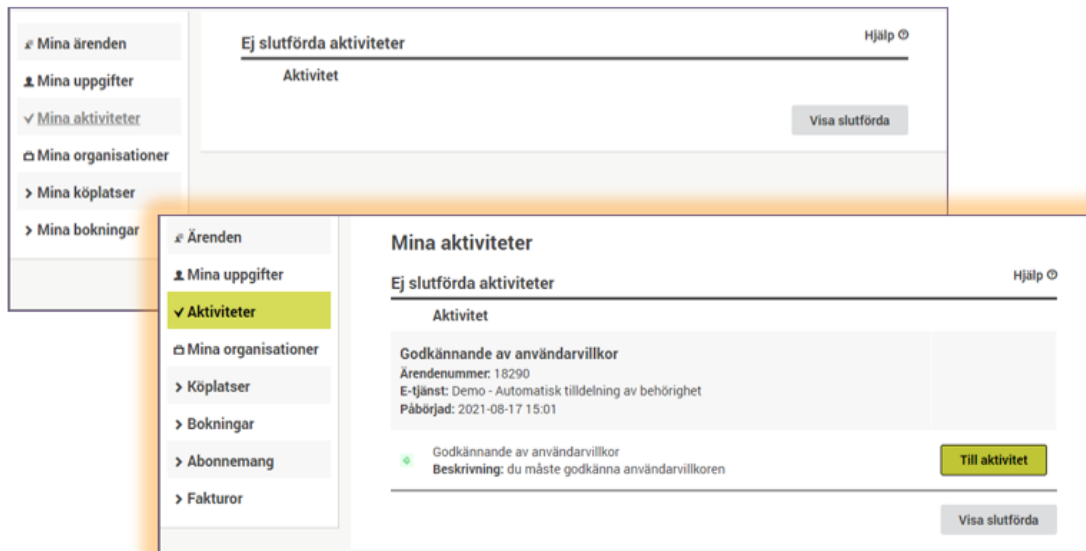 Mina ärenden
Mina uppgifter
Mina aktiviteter
Mina organisationer
Mina köplatser
Mina bokningar
Ej slutförda aktiviteter
Hjälp
Aktivitet
Visa slutförda
Ärenden
Mina uppgifter
Aktiviteter
Mina organisationer
Köplatser
Bokningar
Abonnemang
Fakturor
Mina aktiviteter
Ej slutförda aktiviteter
Hjälp
Aktivitet
Godkännande av användarvillkor
Ärendenummer: 18290
E-tjänst: Demo - Automatisk tilldelning av behörighet
Påbörjad: 2021-08-17 15:01
Godkännande av användarvillkor
Beskrivning: du måste godkänna användarvillkoren
Till aktivitet
Visa slutförda